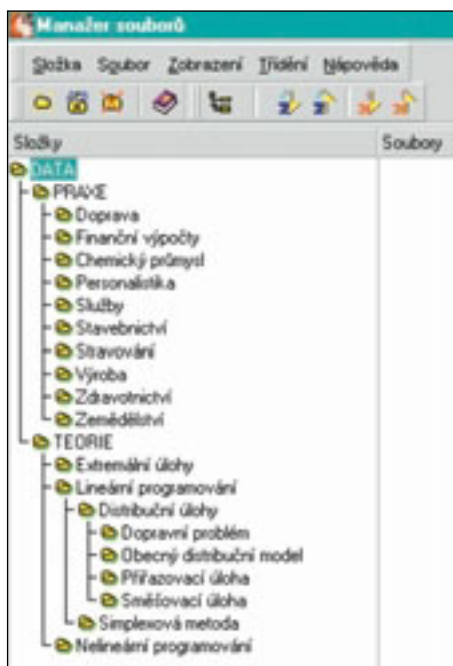 Manažer souborů
Složka Soubor Zobrazení Třídění Nápověda
Složky Soubory
DATA
PRAXE
Doprava
Finanční výpočty
Chemický průmysl
Personalistika
Služby
Stavebnictví
Stravování
Výroba
Zdravotnictví
Zemědělství
TEORIE
Extremální úlohy
Lineární programování
Distribuční úlohy
Dopravní problém
Obecný distribuční model
Přiřazovací úloha
Směšovací úloha
Simplexová metoda
Nelineární programování